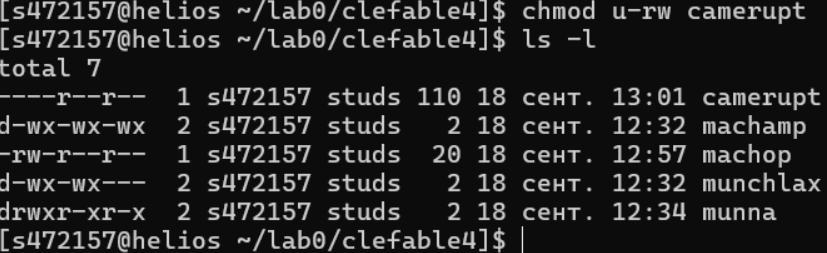 [s472157@helios ~/lab0/clefable4]$ chmod u-rw camerupt
[s472157@helios ~/lab0/clefable4]$ ls -l
total 7
----r--r--  1 s472157 studs 110 18 сент. 13:01 camerupt
d-wx-wx-wx  2 s472157 studs   2 18 сент. 12:32 machamp
-rw-r--r--  1 s472157 studs  20 18 сент. 12:57 machop
d-wx-wx---  2 s472157 studs   2 18 сент. 12:32 munchlax
drwxr-xr-x  2 s472157 studs   2 18 сент. 12:34 munna
[s472157@helios ~/lab0/clefable4]$